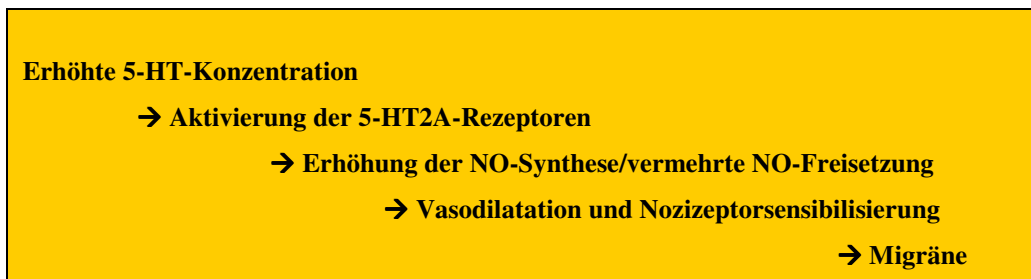 Erhöhte 5-HT-Konzentration
→ Aktivierung der 5-HT2A-Rezeptoren
→ Erhöhung der NO-Synthese/vermehrte NO-Freisetzung
→ Vasodilatation und Nozizeptorsensibilisierung
→ Migräne